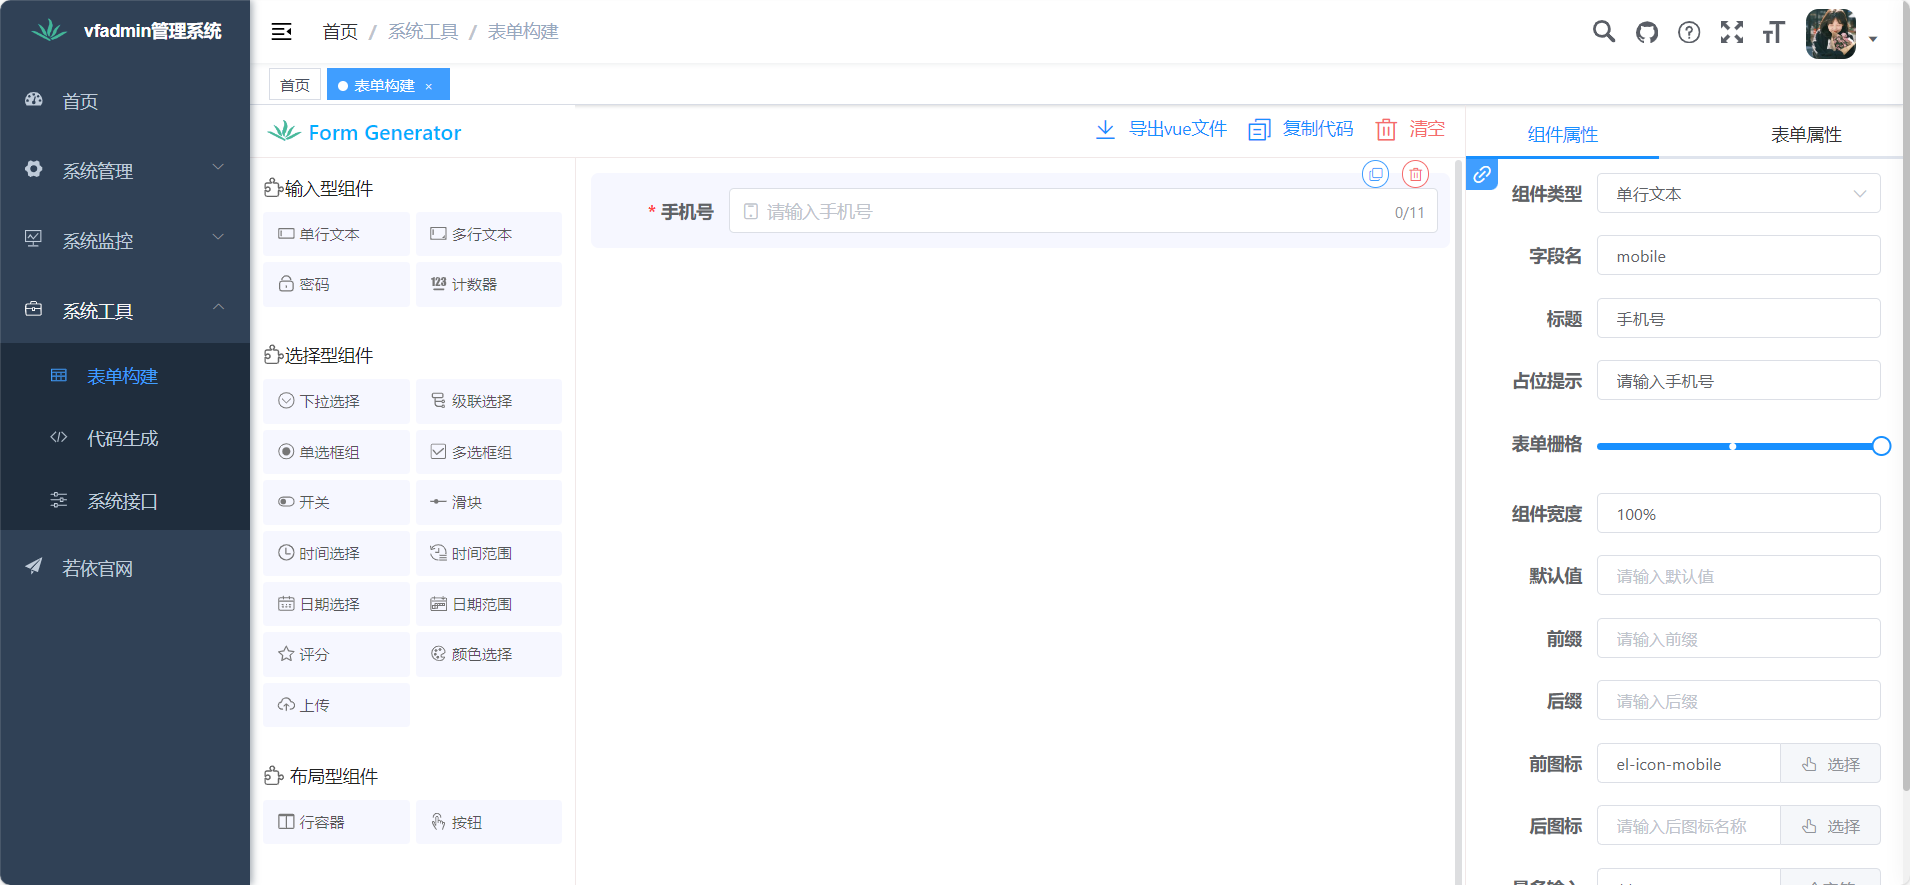 vfadmin管理系统
首页 / 系统工具 / 表单构建
首页
表单构建 ×
首页
系统管理
系统监控
系统工具
表单构建
代码生成
系统接口
若依官网
Form Generator
导出vue文件
复制代码
清空
输入型组件
单行文本
多行文本
密码
123 计数器
选择型组件
下拉选择
级联选择
单选框组
多选框组
开关
滑块
时间选择
时间范围
日期选择
日期范围
评分
颜色选择
上传
布局型组件
行容器
按钮
* 手机号 请输入手机号 0/11
组件属性
表单属性
组件类型 单行文本
字段名 mobile
标题 手机号
占位提示 请输入手机号
表单栅格
组件宽度 100%
默认值 请输入默认值
前缀 请输入前缀
后缀 请输入后缀
前图标 el-icon-mobile 选择
后图标 请输入后图标名称 选择